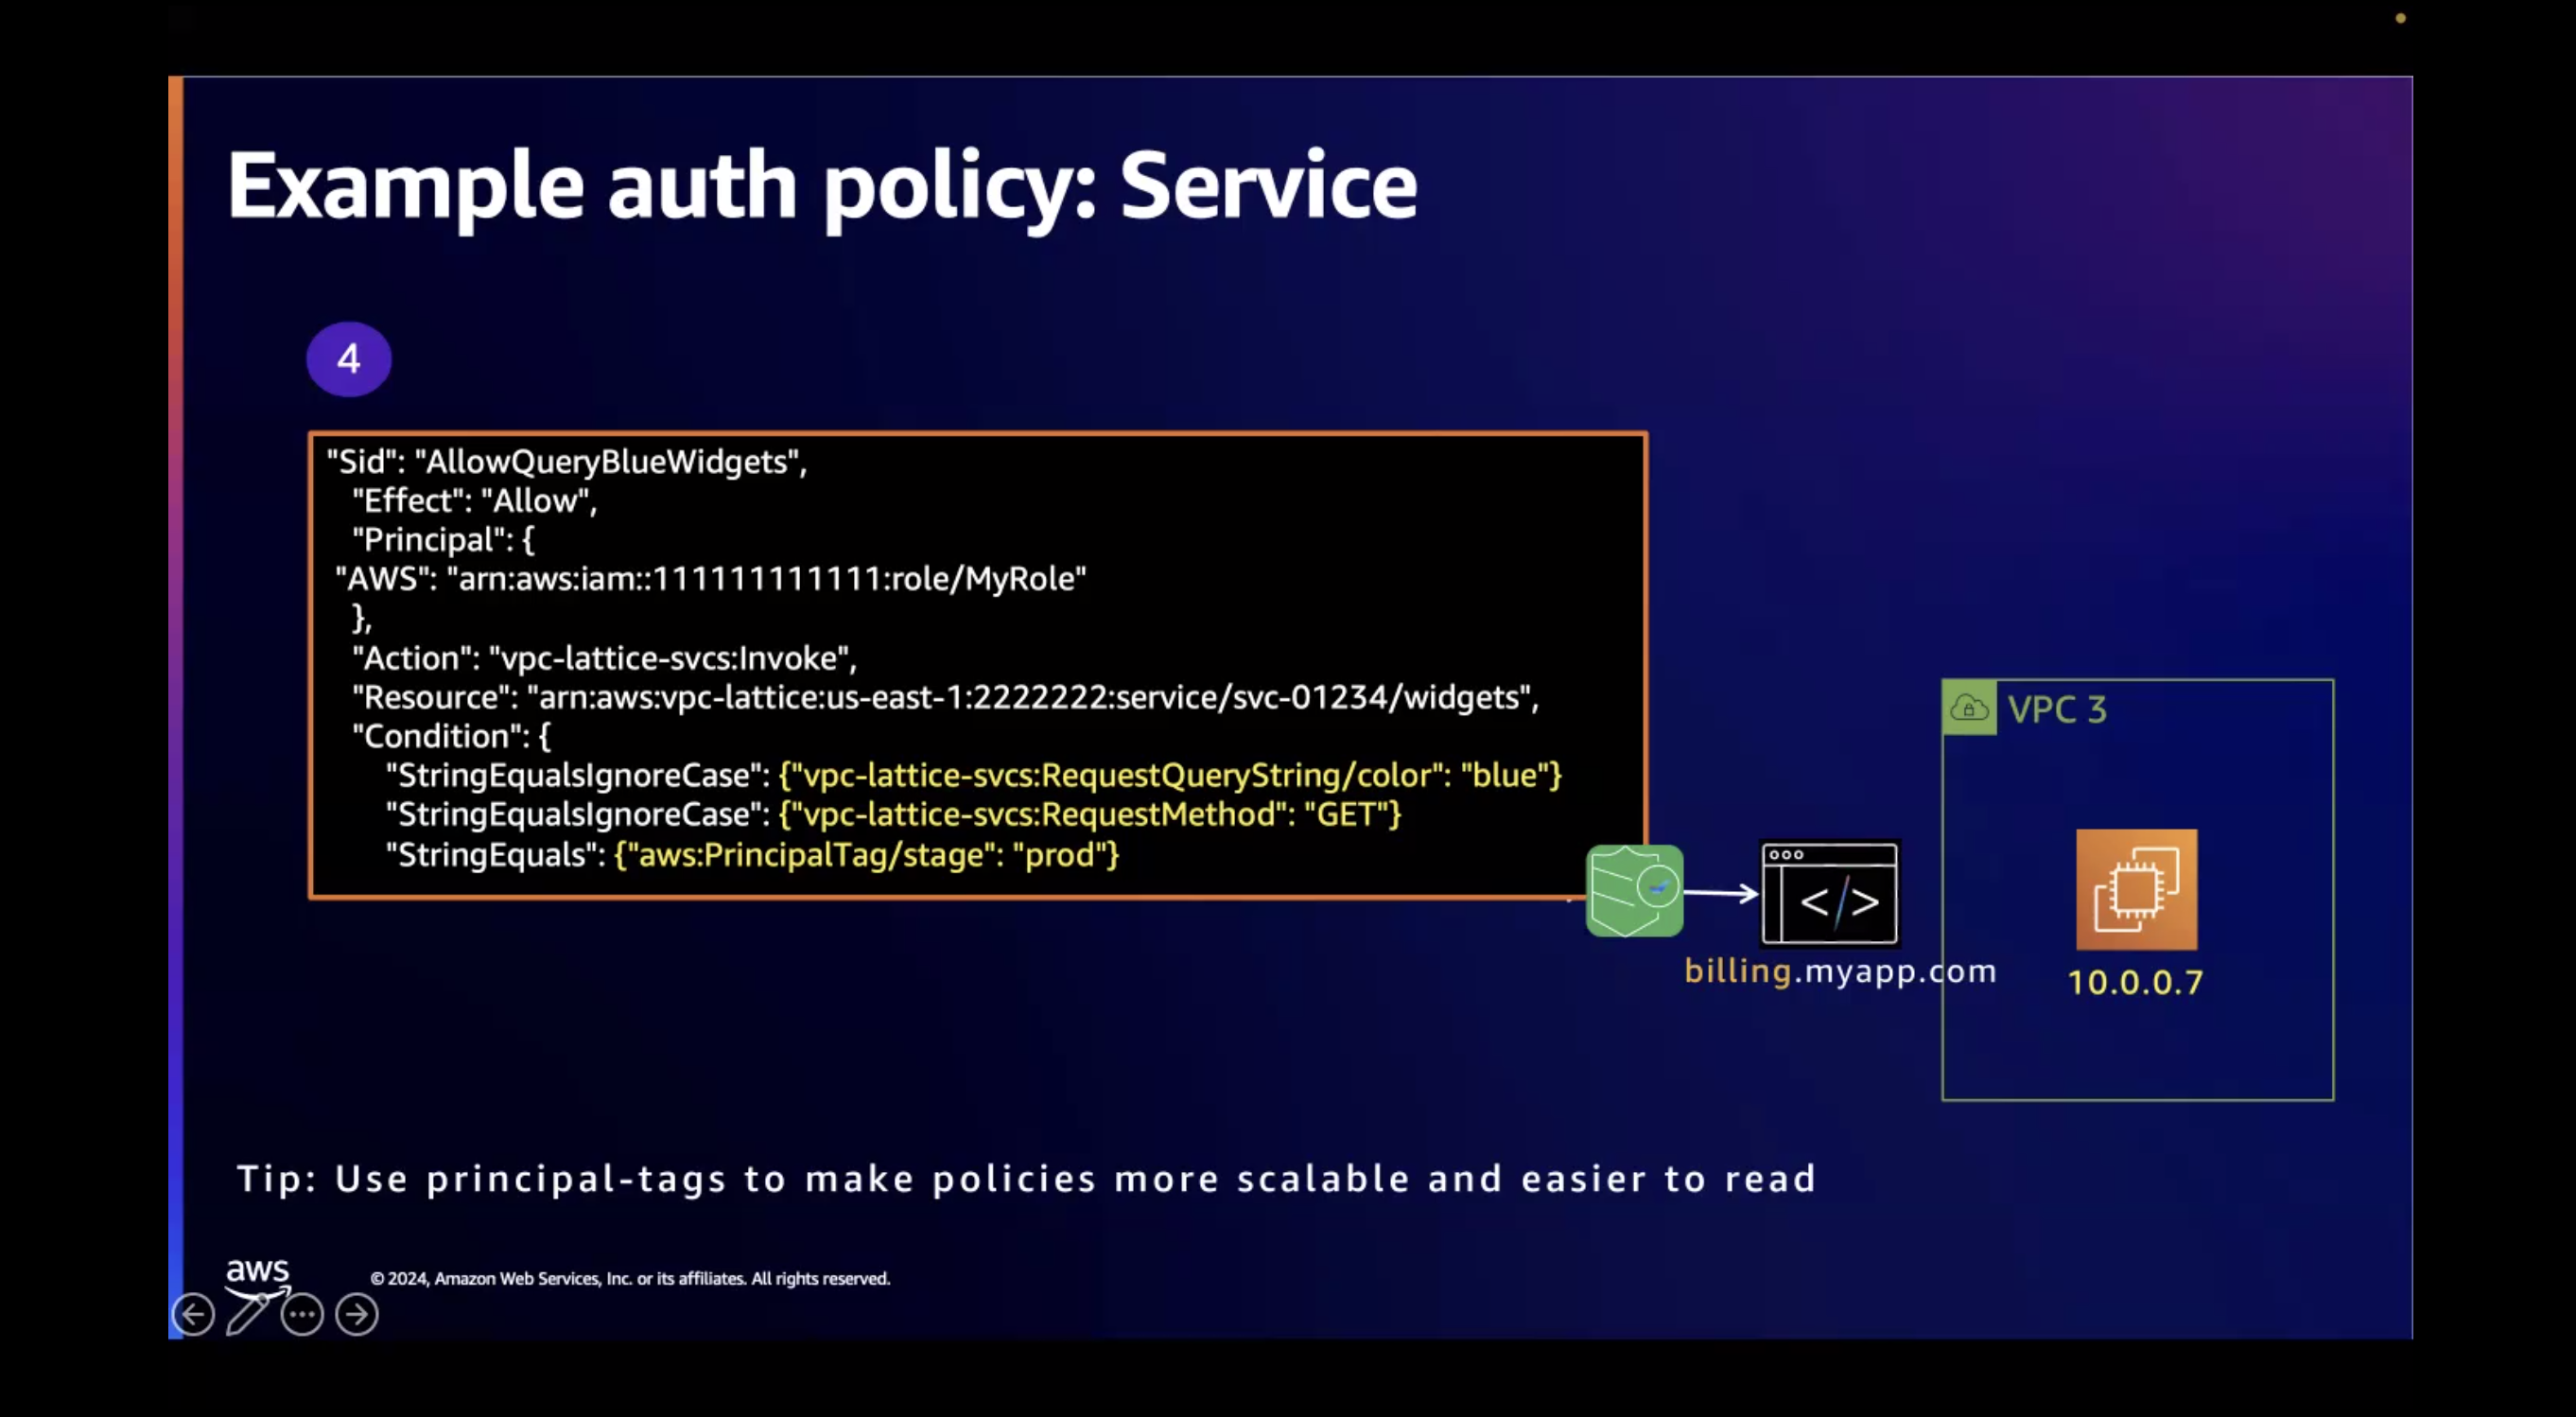 Example auth policy: Service
4
"Sid": "AllowQueryBlueWidgets",
"Effect": "Allow",
"Principal": {
"AWS": "arn:aws:iam::111111111111:role/MyRole"
},
"Action": "vpc-lattice-svcs:Invoke",
"Resource": "arn:aws:vpc-lattice:us-east-1:2222222:service/svc-01234/widgets",
"Condition": {
"StringEqualsIgnoreCase": {"vpc-lattice-svcs:RequestQueryString/color": "blue"}
"StringEqualsIgnoreCase": {"vpc-lattice-svcs:RequestMethod": "GET"}
"StringEquals": {"aws:PrincipalTag/stage": "prod"}
VPC 3
</>
billing.myapp.com
10.0.0.7
Tip: Use principal-tags to make policies more scalable and easier to read
aws
© 2024, Amazon Web Services, Inc. or its affiliates. All rights reserved.